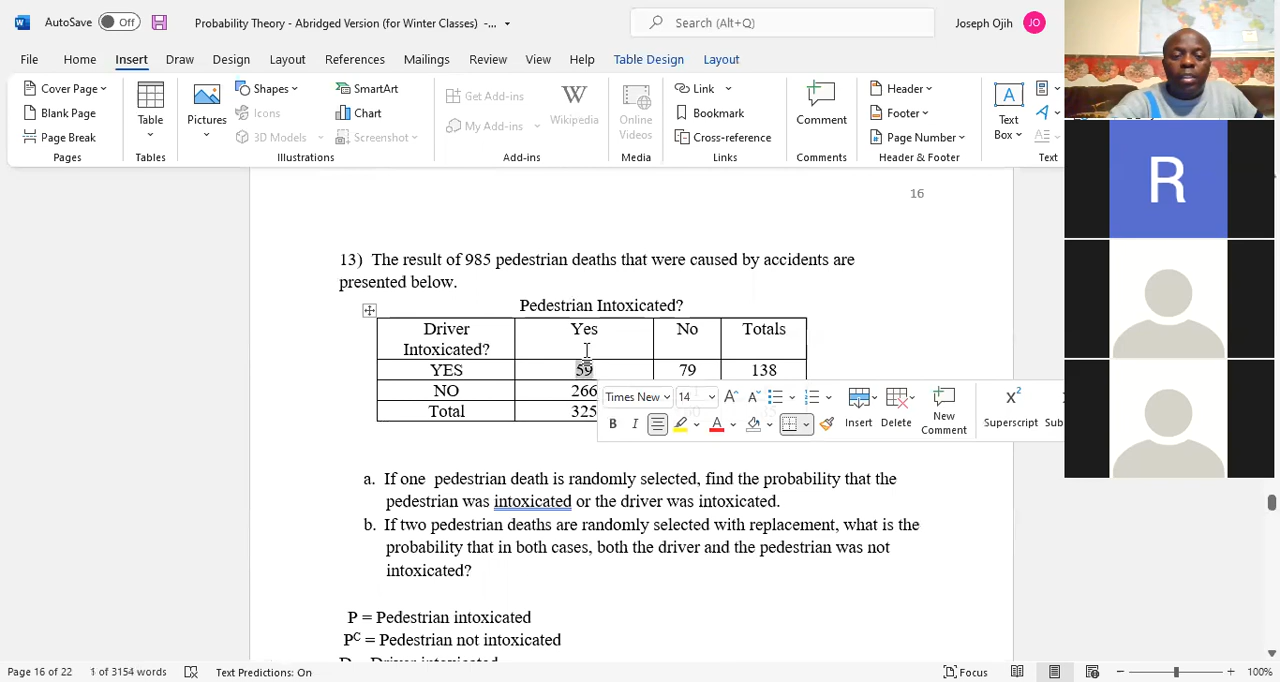 AutoSave Off Probability Theory - Abridged Version (for Winter Classes) -... Search (Alt+Q) Joseph Ojih JO
File Home Insert Draw Design Layout References Mailings Review View Help Table Design Layout
Cover Page
Blank Page
Page Break
Pages
Table
Tables
Pictures
Shapes
Icons
3D Models
SmartArt
Chart
Screenshot
Illustrations
Get Add-ins
My Add-ins
Wikipedia
Add-ins
Online Videos
Media
Link
Bookmark
Cross-reference
Links
Comment
Comments
Header
Footer
Page Number
Header & Footer
Text Box
Text
R
16
13) The result of 985 pedestrian deaths that were caused by accidents are
presented below.
Pedestrian Intoxicated?
Driver Yes No Totals
Intoxicated?
YES 59 79 138
NO 266
Total 325
Times New 14
Insert Delete New Comment Superscript Sub
a. If one pedestrian death is randomly selected, find the probability that the
pedestrian was intoxicated or the driver was intoxicated.
b. If two pedestrian deaths are randomly selected with replacement, what is the
probability that in both cases, both the driver and the pedestrian was not
intoxicated?
P = Pedestrian intoxicated
PC = Pedestrian not intoxicated
D = Driver intoxicated
Page 16 of 22 1 of 3154 words Text Predictions: On Focus 100%